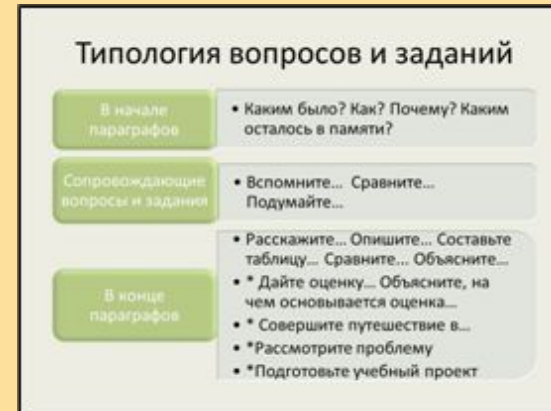 Типология вопросов и заданий
В начале
параграфов
• Каким было? Как? Почему? Каким
осталось в памяти?
Сопровождающие
вопросы и задания
• Вспомните... Сравните...
Подумайте...
В конце
параграфов
• Расскажите... Опишите... Составьте
таблицу... Сравните... Объясните...
• * Дайте оценку... Объясните, на
чем основывается оценка...
• * Совершите путешествие в...
• *Рассмотрите проблему
• *Подготовьте учебный проект